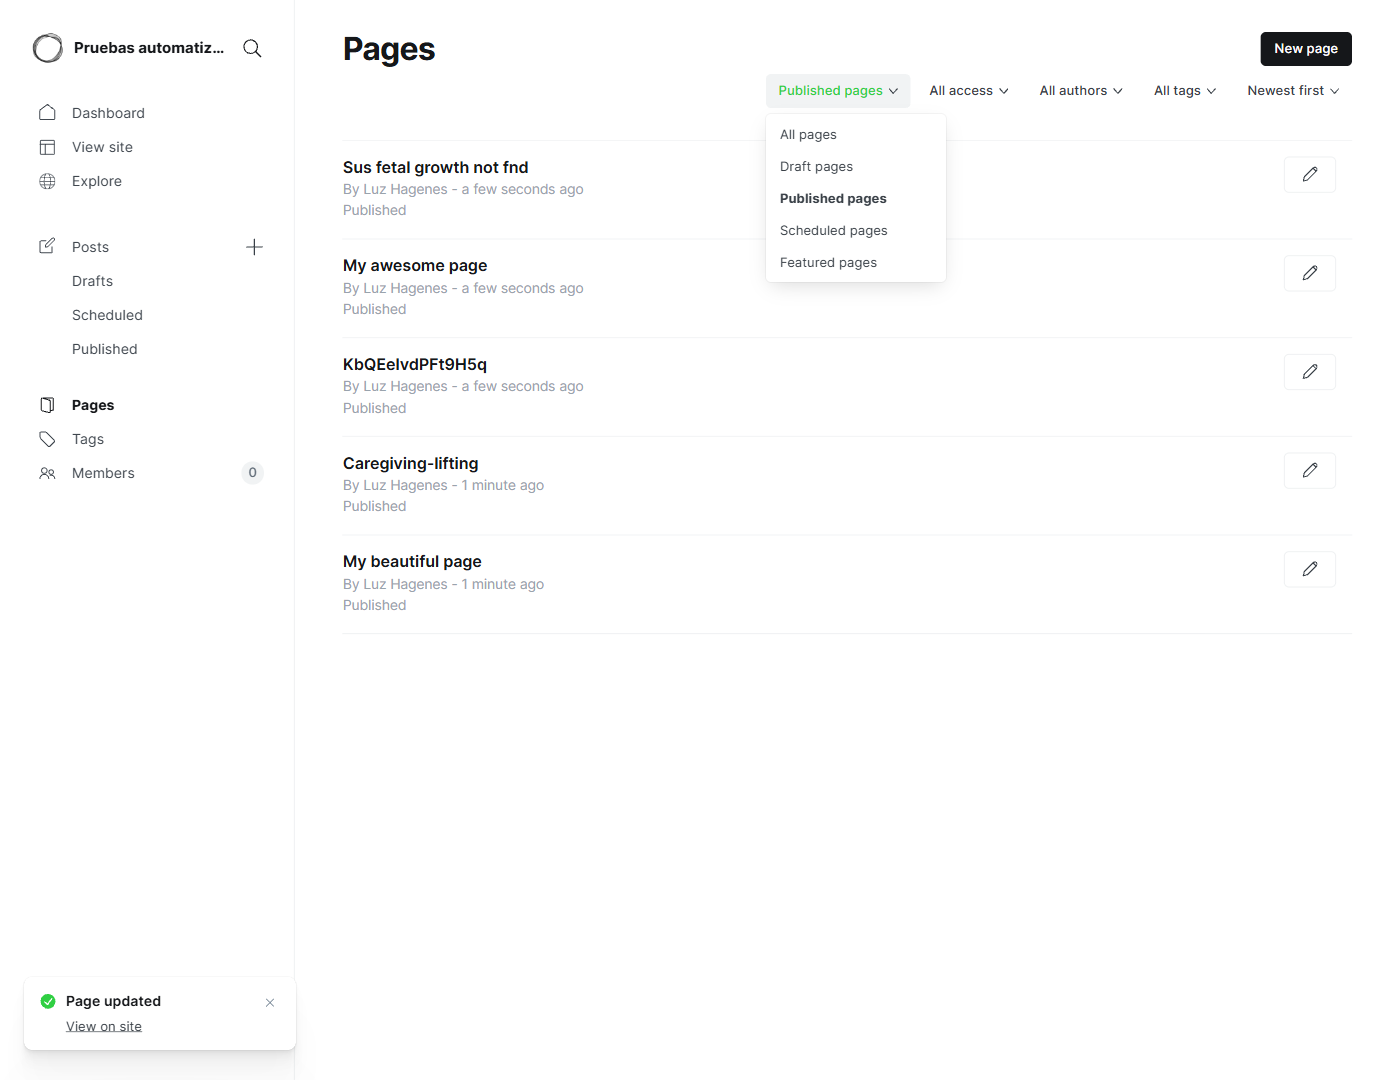 Pruebas automatiz...
Dashboard
View site
Explore
Posts
Drafts
Scheduled
Published
Pages
Tags
Members 0
Page updated
View on site
Pages
New page
Published pages All access All authors All tags Newest first
All pages
Draft pages
Published pages
Scheduled pages
Featured pages
Sus fetal growth not fnd
By Luz Hagenes - a few seconds ago
Published
My awesome page
By Luz Hagenes - a few seconds ago
Published
KbQEelvdPFt9H5q
By Luz Hagenes - a few seconds ago
Published
Caregiving-lifting
By Luz Hagenes - 1 minute ago
Published
My beautiful page
By Luz Hagenes - 1 minute ago
Published